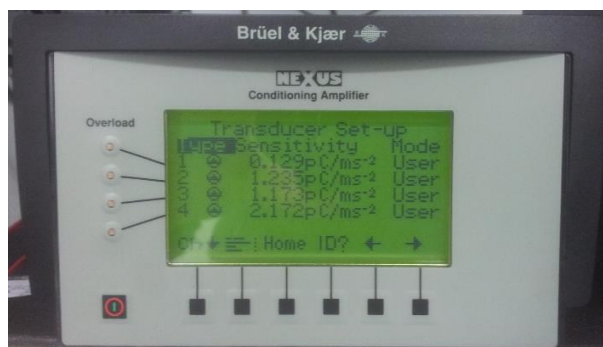 Brüel & Kjær
NEXUS
Conditioning Amplifier
Overload
Transducer Set-up
Type Sensitivity Mode
1 0.129pC/ms⁻² User
2 1.235pC/ms⁻² User
3 1.173pC/ms⁻² User
4 2.172pC/ms⁻² User
Home ID? ← →